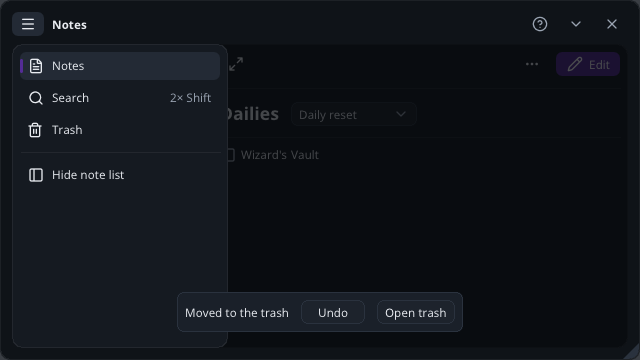 Notes
Notes
Edit
Search 2× Shift
Dailies Daily reset
Trash
Wizard's Vault
Hide note list
Moved to the trash Undo Open trash